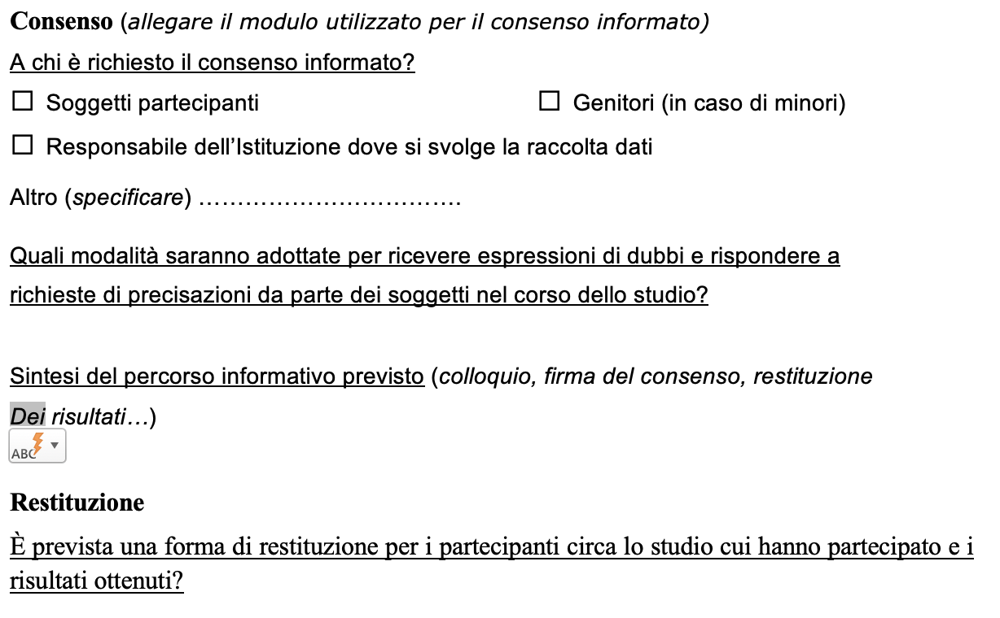 Consenso (allegare il modulo utilizzato per il consenso informato)
A chi è richiesto il consenso informato?
☐ Soggetti partecipanti ☐ Genitori (in caso di minori)
☐ Responsabile dell’Istituzione dove si svolge la raccolta dati
Altro (specificare) …………………………….
Quali modalità saranno adottate per ricevere espressioni di dubbi e rispondere a
richieste di precisazioni da parte dei soggetti nel corso dello studio?
Sintesi del percorso informativo previsto (colloquio, firma del consenso, restituzione
Dei risultati…)
ABC
Restituzione
È prevista una forma di restituzione per i partecipanti circa lo studio cui hanno partecipato e i
risultati ottenuti?